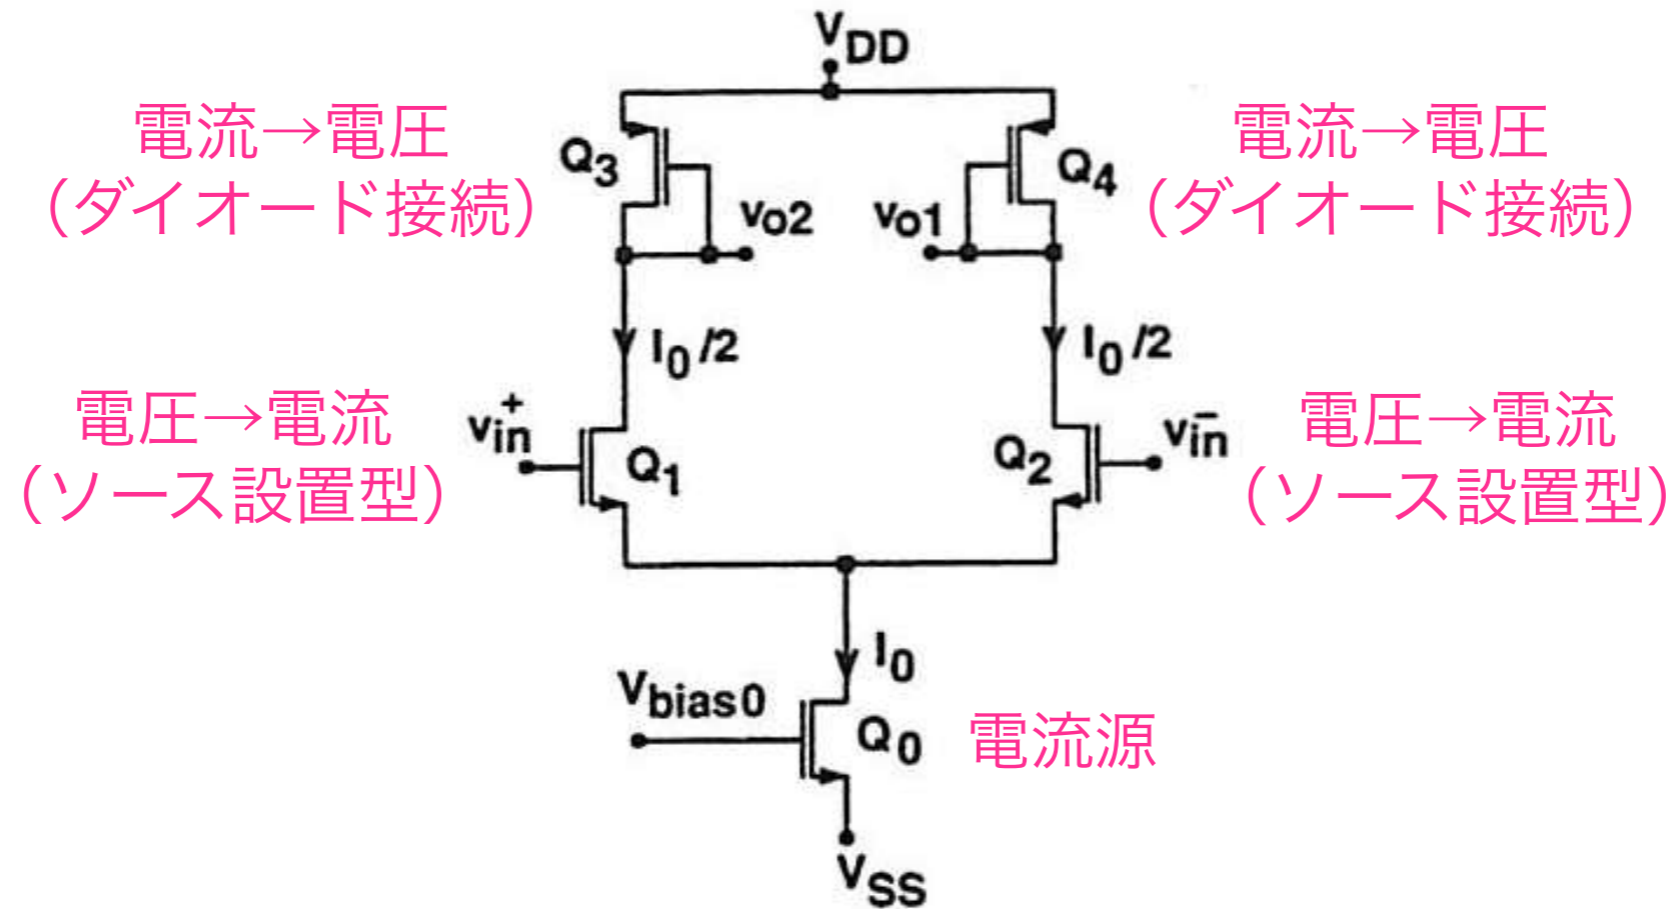 VDD
電流→電圧
（ダイオード接続）
Q3
vo2
vo1
Q4
電流→電圧
（ダイオード接続）
I0/2
I0/2
電圧→電流
（ソース設置型）
vin+
Q1
Q2
vin−
電圧→電流
（ソース設置型）
I0
Vbias0
Q0
電流源
VSS